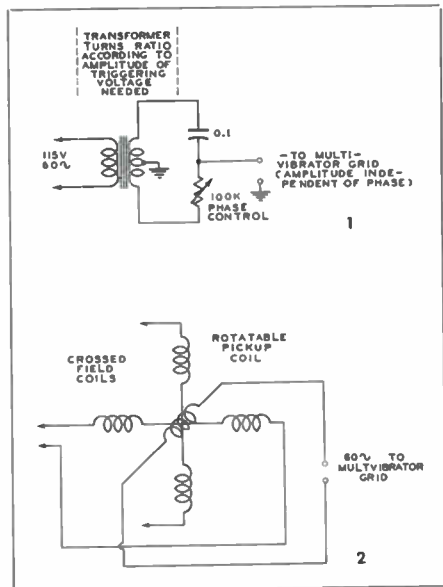 TRANSFORMER
TURNS RATIO
ACCORDING TO
AMPLITUDE OF
TRIGGERING
VOLTAGE
NEEDED
0.1
115V
60~
-TO MULTI-
VIBRATOR GRID
(AMPLITUDE INDE-
PENDENT OF PHASE)
100K
PHASE
CONTROL
1
ROTATABLE
PICKUP
COIL
CROSSED
FIELD
COILS
60~ TO
MULTVIBRATOR
GRID
2